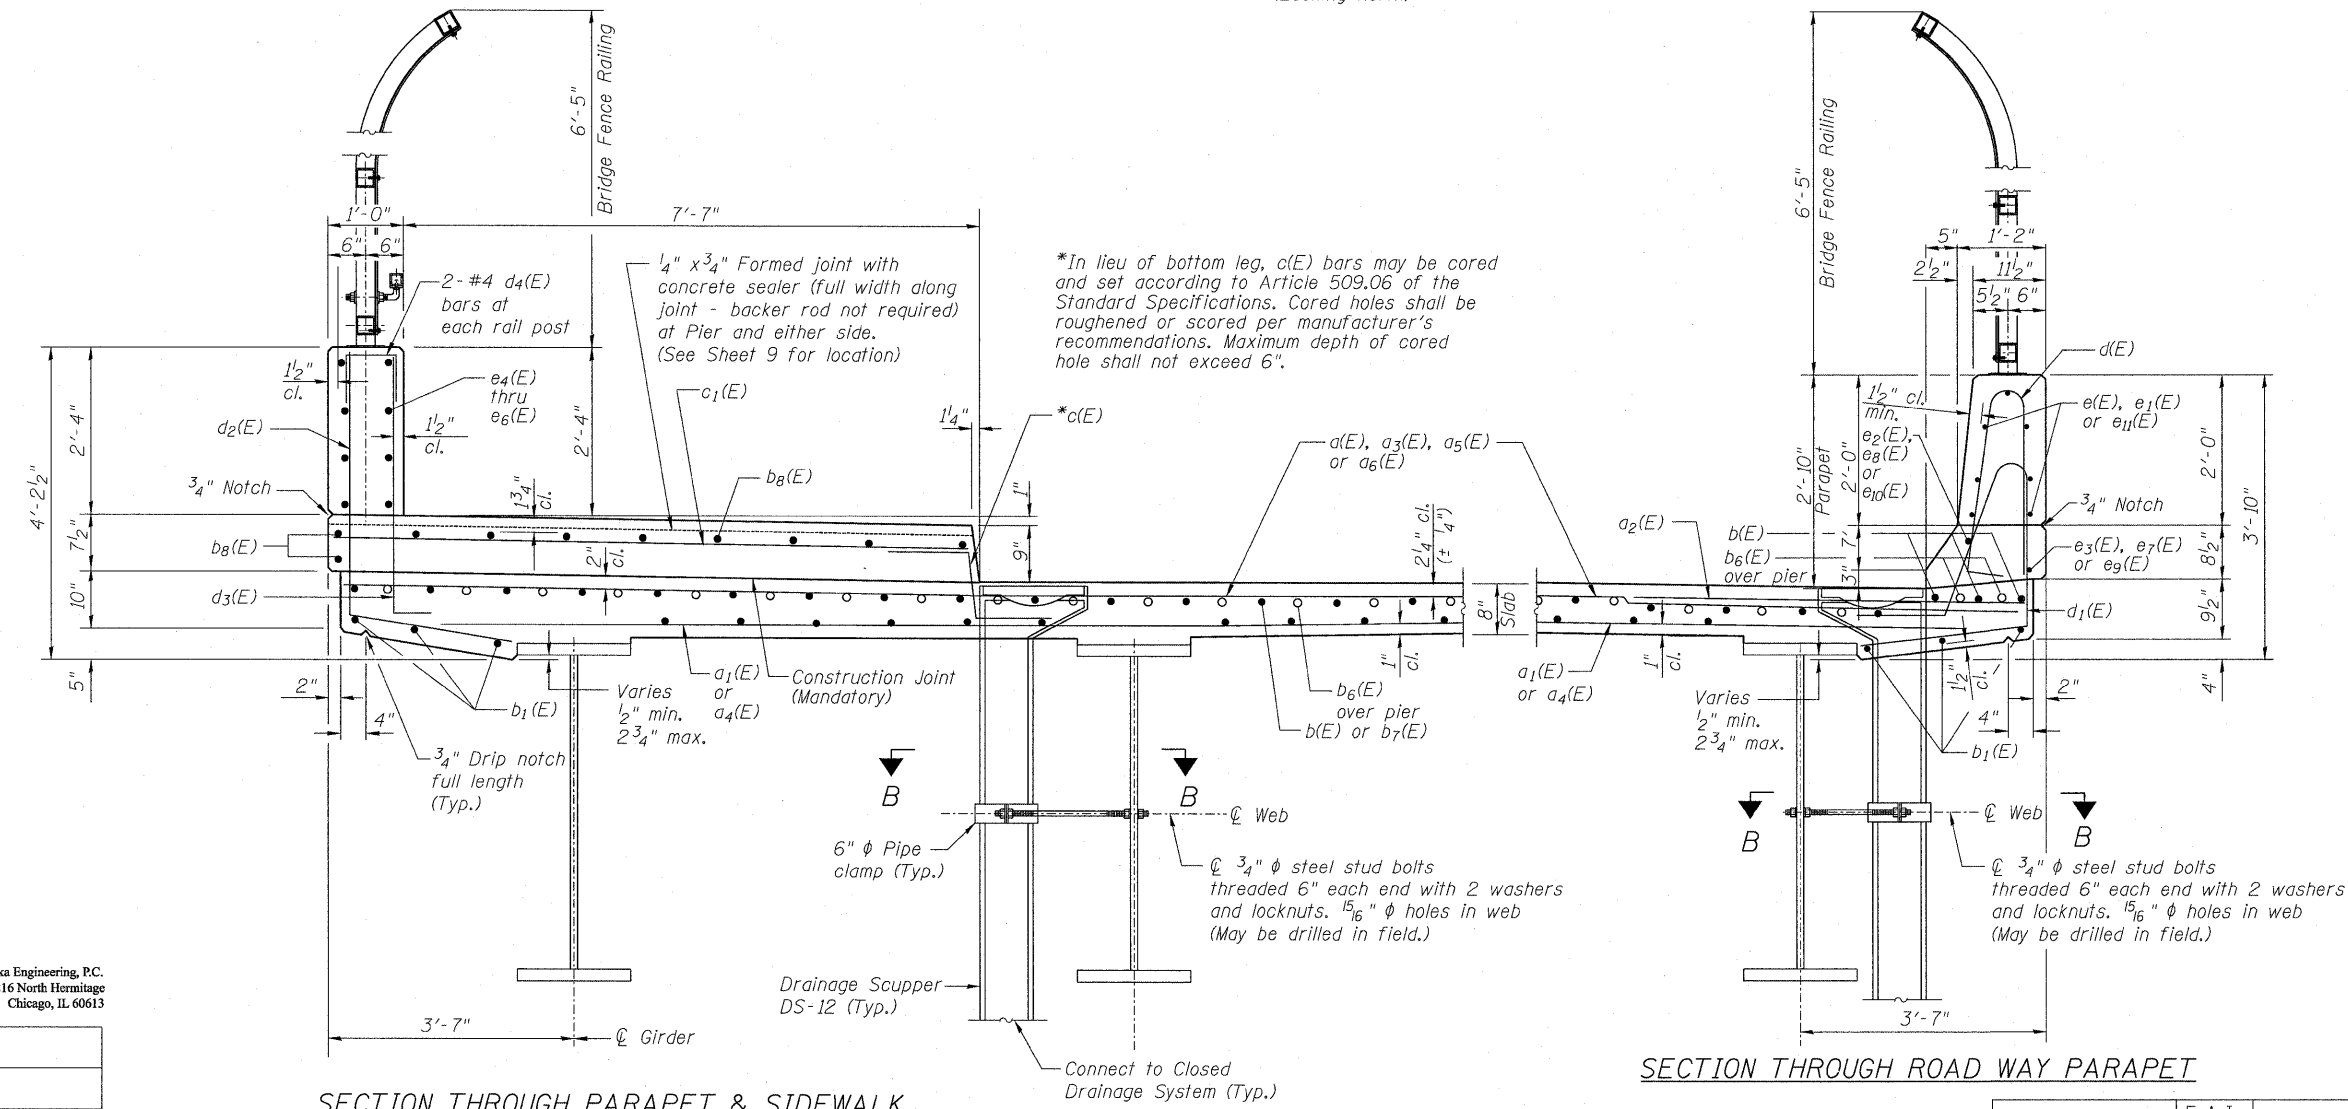 6'-5"
Bridge Fence Railing
1'-0"
6" 6"
7'-7"
2-#4 d4(E)
bars at
each rail post
1/4" x 3/4" Formed joint with
concrete sealer (full width along
joint - backer rod not required)
at Pier and either side.
(See Sheet 9 for location)
*In lieu of bottom leg, c(E) bars may be cored
and set according to Article 509.06 of the
Standard Specifications. Cored holes shall be
roughened or scored per manufacturer's
recommendations. Maximum depth of cored
hole shall not exceed 6".
1 1/2"
cl.
e4(E)
thru
e6(E)
1 1/2"
cl.
d2(E)
c1(E)
1 1/4"
*c(E)
4'-2 1/2"
2'-4"
2'-4"
3/4" Notch
7 1/2"
b8(E)
10"
d3(E)
5"
2"
4"
1 3/4"
cl.
b8(E)
2"
cl.
1"
9"
a(E), a3(E), a5(E)
or a6(E)
2 1/4" cl.
(± 1/4")
8"
Slab
b1(E)
3/4" Drip notch
full length
(Typ.)
Varies
1/2" min.
2 3/4" max.
a1(E)
or
a4(E)
Construction Joint
(Mandatory)
1"
cl.
b6(E)
over pier
b(E) or b7(E)
a1(E)
or a4(E)
1"
cl.
B
B
℄ Web
6" φ Pipe
clamp (Typ.)
℄ 3/4" φ steel stud bolts
threaded 6" each end with 2 washers
and locknuts. 15/16" φ holes in web
(May be drilled in field.)
Drainage Scupper
DS-12 (Typ.)
Connect to Closed
Drainage System (Typ.)
3'-7"
℄ Girder
SECTION THROUGH PARAPET & SIDEWALK
6'-5"
Bridge Fence Railing
5"
1'-2"
2 1/2"
11 1/2"
5 1/2" 6"
d(E)
1 1/2" cl.
min.
e(E), e1(E)
or e11(E)
e2(E),
e8(E)
or
e10(E)
2'-10"
Parapet
2'-0"
7"
3"
2'-0"
3'-10"
3/4" Notch
a2(E)
b(E)
b6(E)
over pier
e3(E), e7(E)
or e9(E)
8 1/2"
d1(E)
9 1/2"
4"
Varies
1/2" min.
2 3/4" max.
1 1/2"
cl.
2"
4"
b1(E)
B
B
℄ Web
℄ 3/4" φ steel stud bolts
threaded 6" each end with 2 washers
and locknuts. 15/16" φ holes in web
(May be drilled in field.)
3'-7"
SECTION THROUGH ROAD WAY PARAPET
Engineering, P.C.
North Hermitage
Chicago, IL 60613